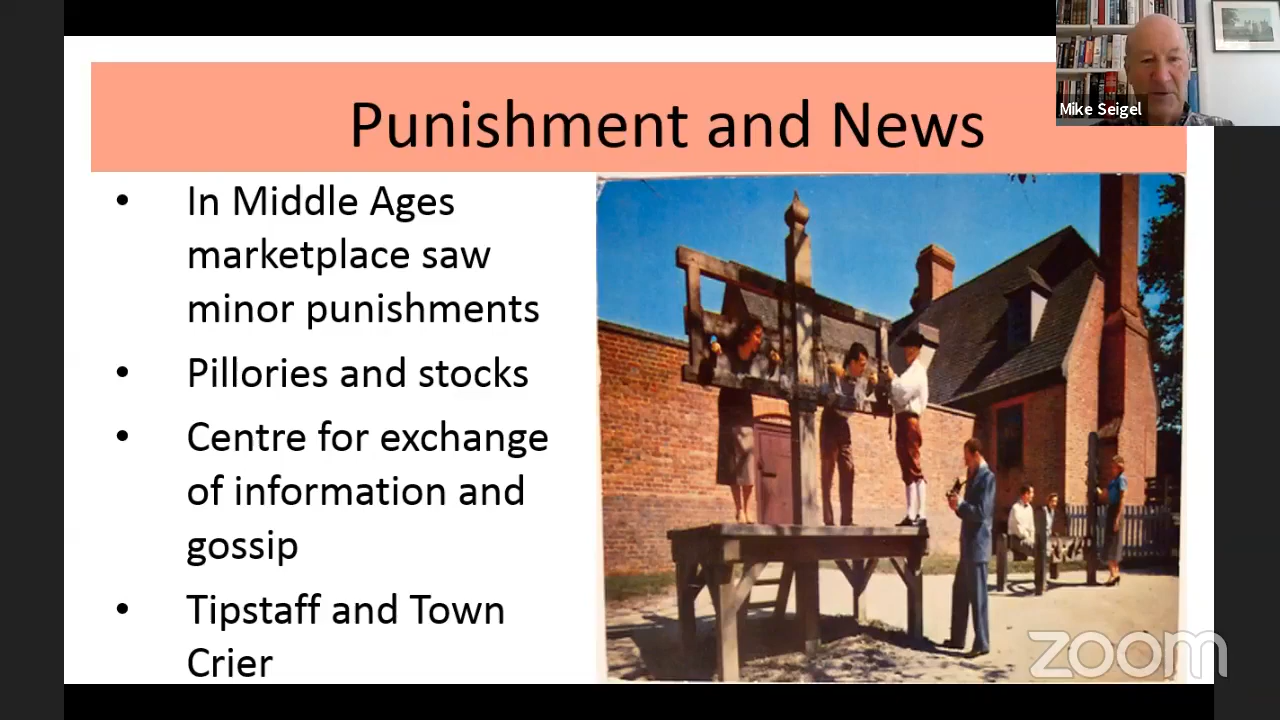 Punishment and News
Mike Seigel
• In Middle Ages
marketplace saw
minor punishments
• Pillories and stocks
• Centre for exchange
of information and
gossip
• Tipstaff and Town
Crier
zoom